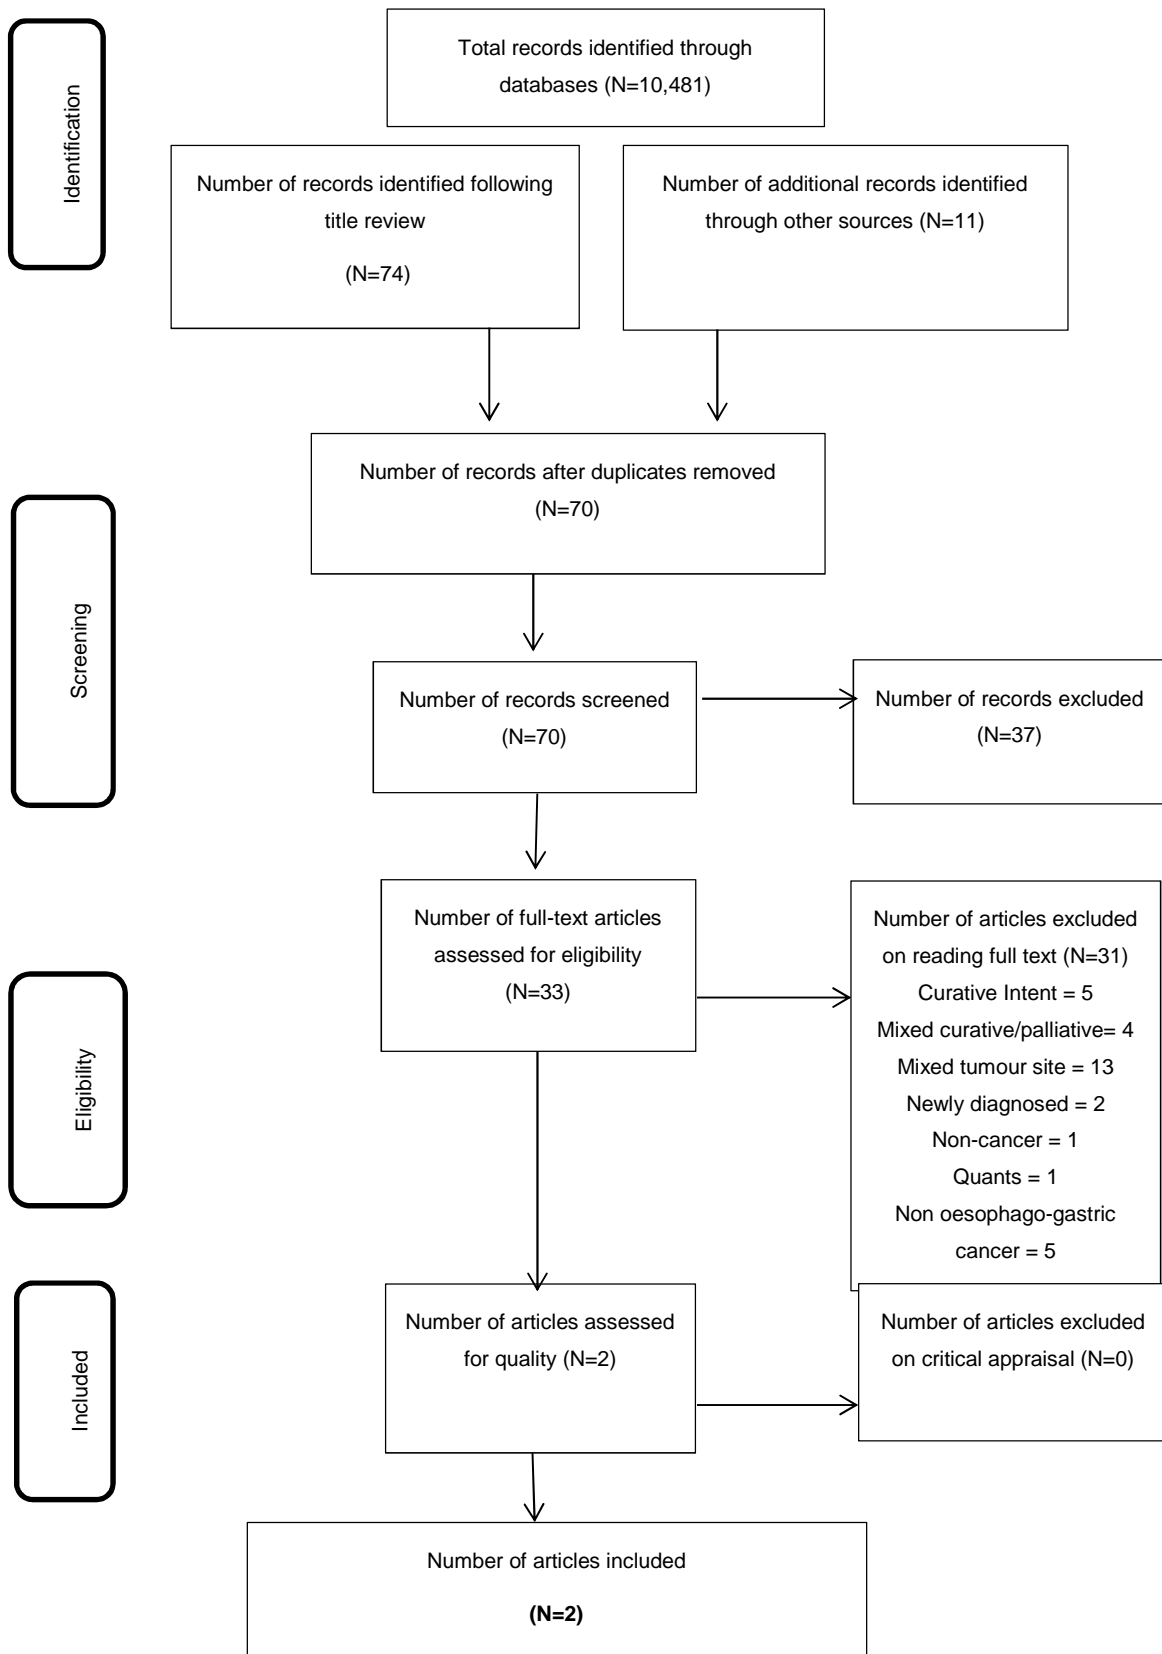 Identification
Total records identified through
databases (N=10,481)
Number of records identified following
title review
(N=74)
Number of additional records identified
through other sources (N=11)
Screening
Number of records after duplicates removed
(N=70)
Number of records screened
(N=70)
Number of records excluded
(N=37)
Eligibility
Number of full-text articles
assessed for eligibility
(N=33)
Number of articles excluded
on reading full text (N=31)
Curative Intent = 5
Mixed curative/palliative= 4
Mixed tumour site = 13
Newly diagnosed = 2
Non-cancer = 1
Quants = 1
Non oesophago-gastric
cancer = 5
Included
Number of articles assessed
for quality (N=2)
Number of articles excluded
on critical appraisal (N=0)
Number of articles included
(N=2)